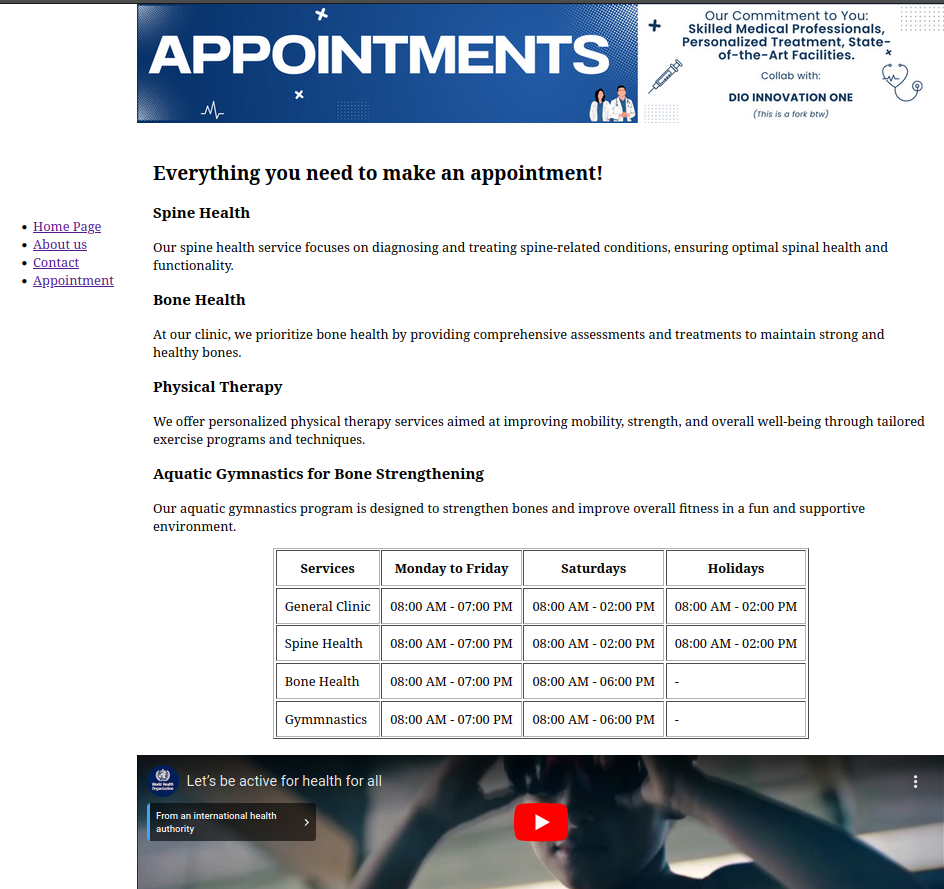 APPOINTMENTS
Our Commitment to You:
Skilled Medical Professionals,
Personalized Treatment, State-
of-the-Art Facilities.
Collab with:
DIO INNOVATION ONE
(This is a fork btw)
Home Page
About us
Contact
Appointment
Everything you need to make an appointment!
Spine Health
Our spine health service focuses on diagnosing and treating spine-related conditions, ensuring optimal spinal health and
functionality.
Bone Health
At our clinic, we prioritize bone health by providing comprehensive assessments and treatments to maintain strong and
healthy bones.
Physical Therapy
We offer personalized physical therapy services aimed at improving mobility, strength, and overall well-being through tailored
exercise programs and techniques.
Aquatic Gymnastics for Bone Strengthening
Our aquatic gymnastics program is designed to strengthen bones and improve overall fitness in a fun and supportive
environment.
Services Monday to Friday Saturdays Holidays
General Clinic 08:00 AM - 07:00 PM 08:00 AM - 02:00 PM 08:00 AM - 02:00 PM
Spine Health 08:00 AM - 07:00 PM 08:00 AM - 02:00 PM 08:00 AM - 02:00 PM
Bone Health 08:00 AM - 07:00 PM 08:00 AM - 06:00 PM -
Gymmnastics 08:00 AM - 07:00 PM 08:00 AM - 06:00 PM -
World Health
Organization
Let's be active for health for all
From an international health
authority